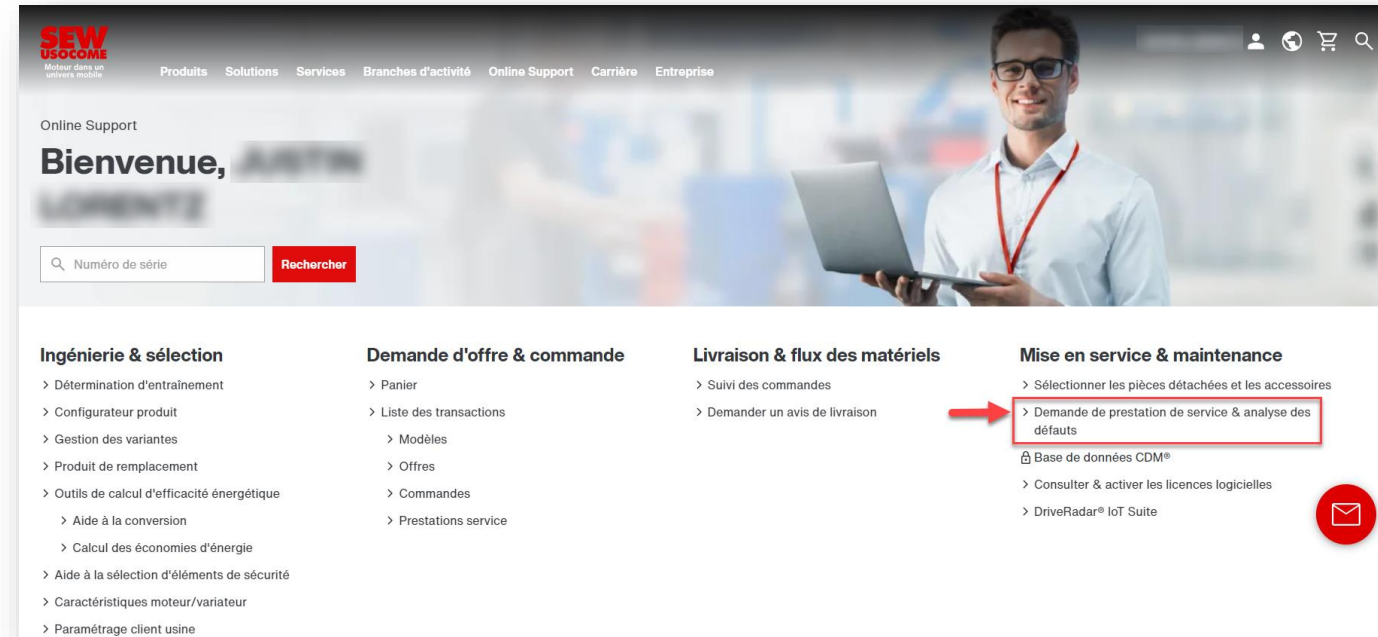 SEW
USOCOME
Moteur dans un
univers mobile
Produits Solutions Services Branches d'activité Online Support Carrière Entreprise
Online Support
Bienvenue,
Numéro de série
Rechercher
Ingénierie & sélection
> Détermination d'entraînement
> Configurateur produit
> Gestion des variantes
> Produit de remplacement
> Outils de calcul d'efficacité énergétique
> Aide à la conversion
> Calcul des économies d'énergie
> Aide à la sélection d'éléments de sécurité
> Caractéristiques moteur/variateur
> Paramétrage client usine
Demande d'offre & commande
> Panier
> Liste des transactions
> Modèles
> Offres
> Commandes
> Prestations service
Livraison & flux des matériels
> Suivi des commandes
> Demander un avis de livraison
Mise en service & maintenance
> Sélectionner les pièces détachées et les accessoires
> Demande de prestation de service & analyse des
défauts
Base de données CDM®
> Consulter & activer les licences logicielles
> DriveRadar® IoT Suite